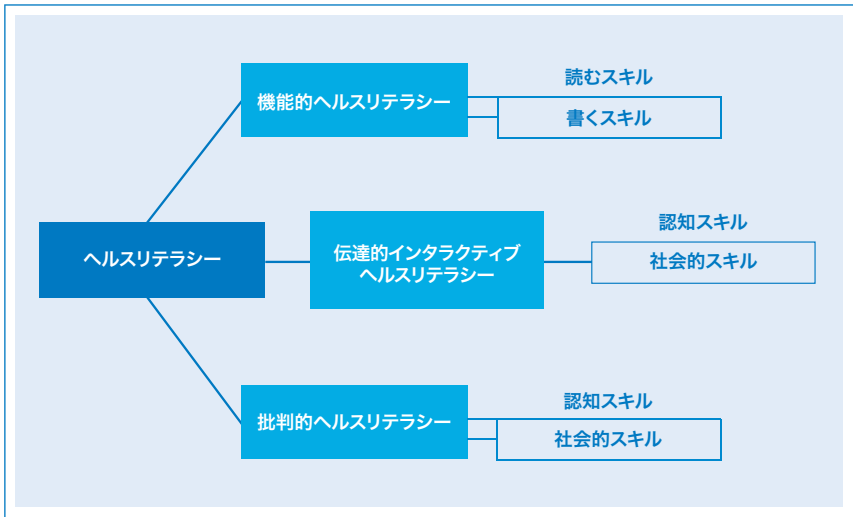 機能的ヘルスリテラシー
読むスキル
書くスキル
ヘルスリテラシー
伝達的インタラクティブ
ヘルスリテラシー
認知スキル
社会的スキル
批判的ヘルスリテラシー
認知スキル
社会的スキル